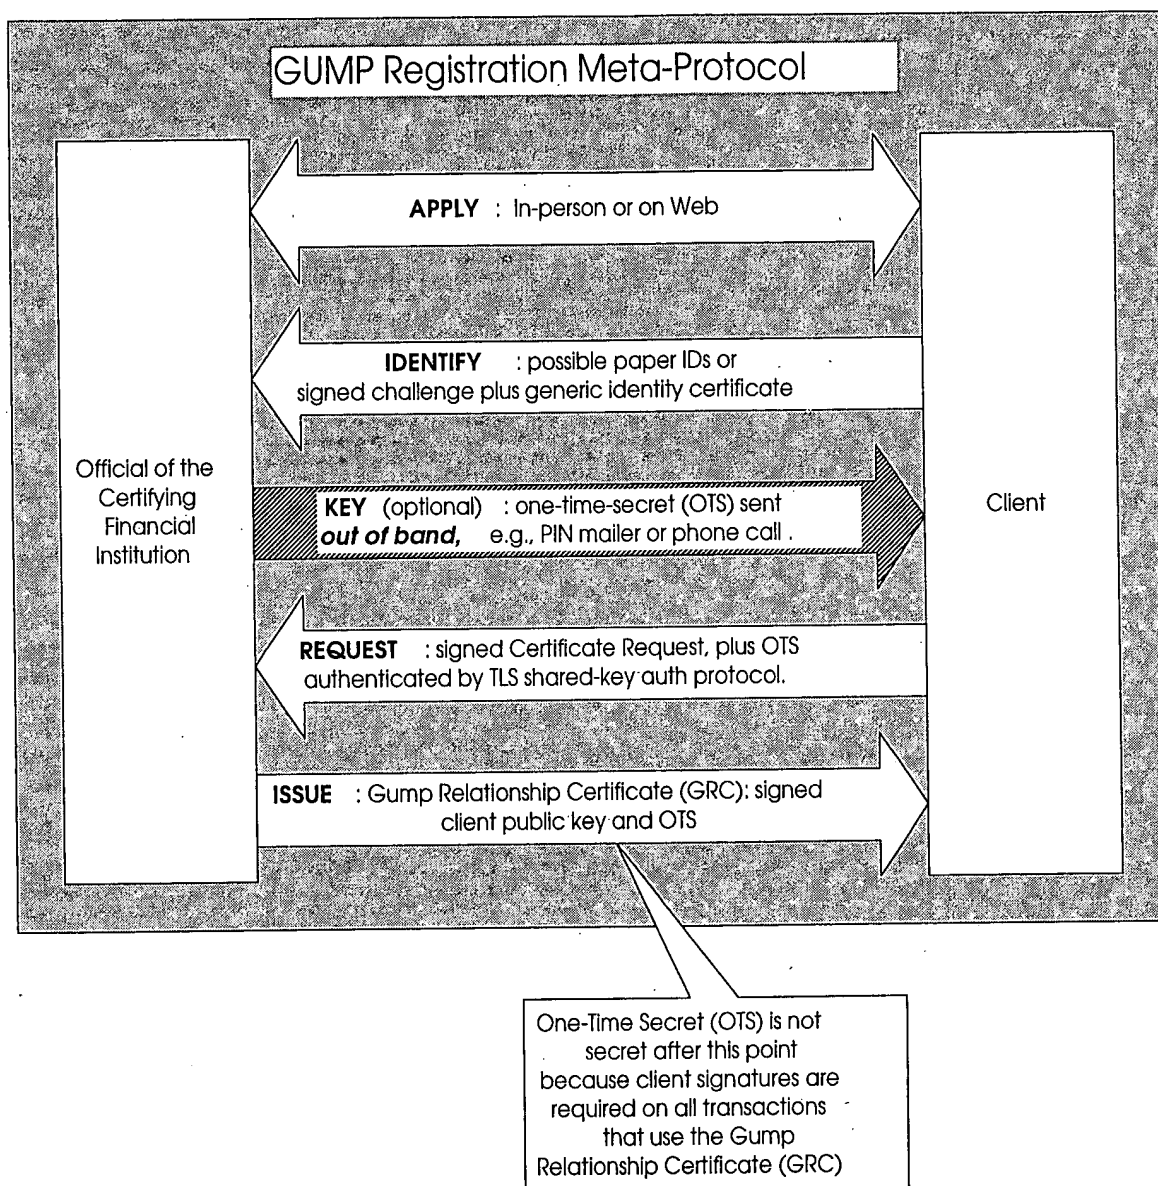 GUMP Registration Meta-Protocol
APPLY : In-person or on Web
IDENTIFY : possible paper IDs or
signed challenge plus generic identity certificate
Official of the
Certifying
Financial
Institution
KEY (optional) : one-time-secret (OTS) sent
out of band, e.g., PIN mailer or phone call .
Client
REQUEST : signed Certificate Request, plus OTS
authenticated by TLS shared-key auth protocol.
ISSUE : Gump Relationship Certificate (GRC): signed
client public key and OTS
One-Time Secret (OTS) is not
secret after this point
because client signatures are
required on all transactions
that use the Gump
Relationship Certificate (GRC)